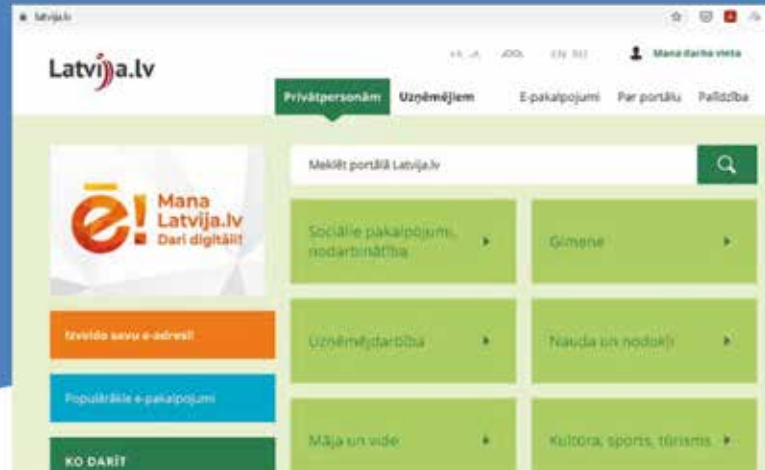 latvija.lv
Latvija.lv
EN RU
Mana darba vieta
Privātpersonām Uzņēmējiem E-pakalpojumi Par portālu Palīdzība
Meklēt portālā Latvija.lv
ē! Mana
Latvija.lv
Dari digitāli!
Sociālie pakalpojumi,
nodarbinātība
Ģimene
Izveido savu e-adresi!
Uzņēmējdarbība
Nauda un nodokļi
Populārākie e-pakalpojumi
Māja un vide
Kultūra, sports, tūrisms
KO DARĪT